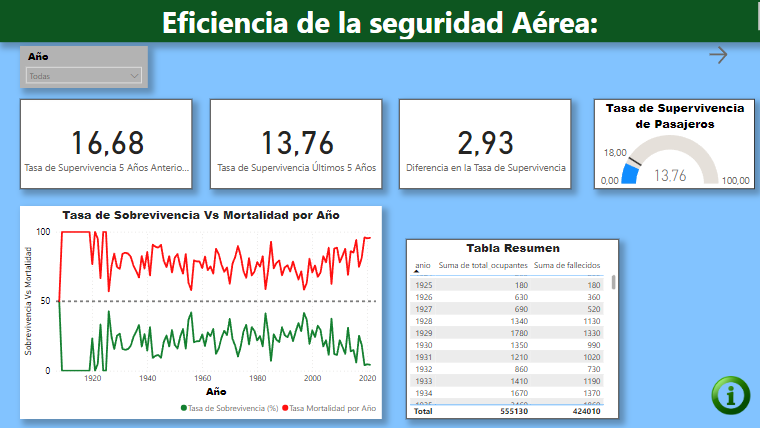 Eficiencia de la seguridad Aérea:
Año
Todas
16,68
Tasa de Supervivencia 5 Años Anterio...
13,76
Tasa de Supervivencia Últimos 5 Años
2,93
Diferencia en la Tasa de Supervivencia
Tasa de Supervivencia
de Pasajeros
18,00
0,00
13,76
100,00
Tasa de Sobrevivencia Vs Mortalidad por Año
Sobrevivencia Vs Mortalidad
100
50
0
1920 1940 1960 1980 2000 2020
Año
Tasa de Sobrevivencia (%) Tasa Mortalidad por Año
Tabla Resumen
anio Suma de total_ocupantes Suma de fallecidos
1925 180 180
1926 630 360
1927 690 520
1928 1340 1130
1929 1780 1330
1930 1350 990
1931 1210 1020
1932 860 730
1933 1410 1190
1934 1670 1370
Total 555130 424010